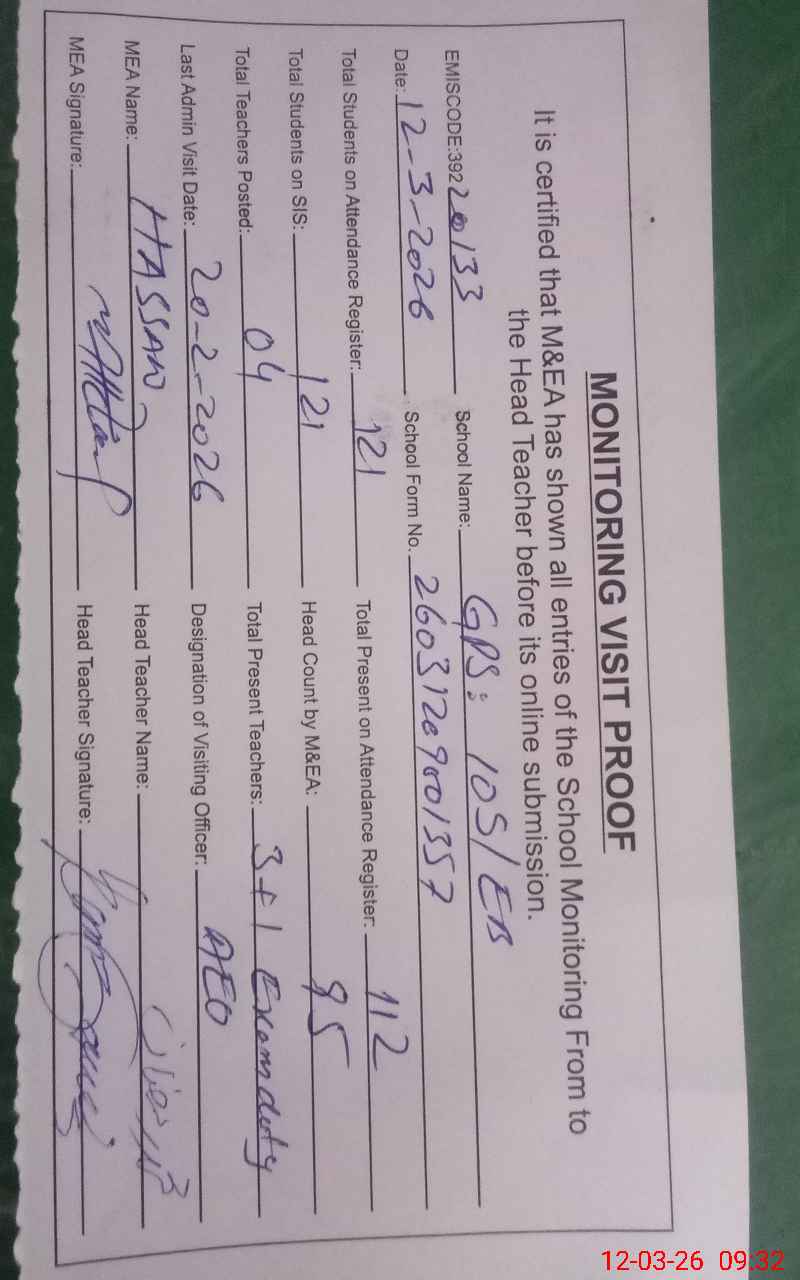 MONITORING VISIT PROOF
It is certified that M&EA has shown all entries of the School Monitoring From to
the Head Teacher before its online submission.
EMISCODE:392 20133 School Name: GPS: 105/EB
Date: 12-3-2026 School Form No. 26031209001357
Total Students on Attendance Register: 121 Total Present on Attendance Register: 112
Total Students on SIS: 121 Head Count by M&EA: 95
Total Teachers Posted: 04 Total Present Teachers: 3+1 Exam duty
Last Admin Visit Date: 20-2-2026 Designation of Visiting Officer: AEO
MEA Name: HASSAN Head Teacher Name:
MEA Signature: Head Teacher Signature:
12-03-26 09:32